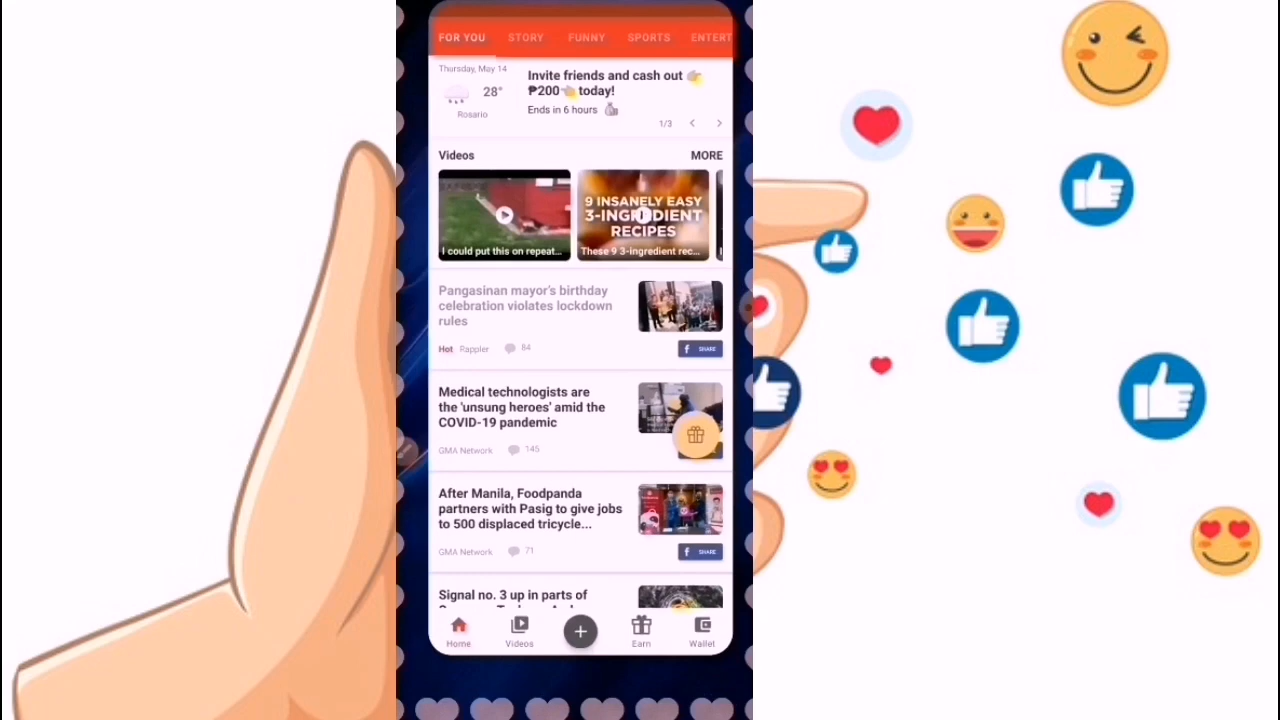 FOR YOU
STORY
FUNNY
SPORTS
ENTERT
Thursday, May 14
28°
Rosario
Invite friends and cash out
₱200 today!
Ends in 6 hours
1/3
Videos
MORE
I could put this on repeat...
9 INSANELY EASY
3-INGREDIENT
RECIPES
These 9 3-ingredient rec...
Pangasinan mayor's birthday
celebration violates lockdown
rules
Hot Rappler 84
f SHARE
Medical technologists are
the 'unsung heroes' amid the
COVID-19 pandemic
GMA Network 145
After Manila, Foodpanda
partners with Pasig to give jobs
to 500 displaced tricycle...
GMA Network 71
f SHARE
Signal no. 3 up in parts of
Home
Videos
Earn
Wallet